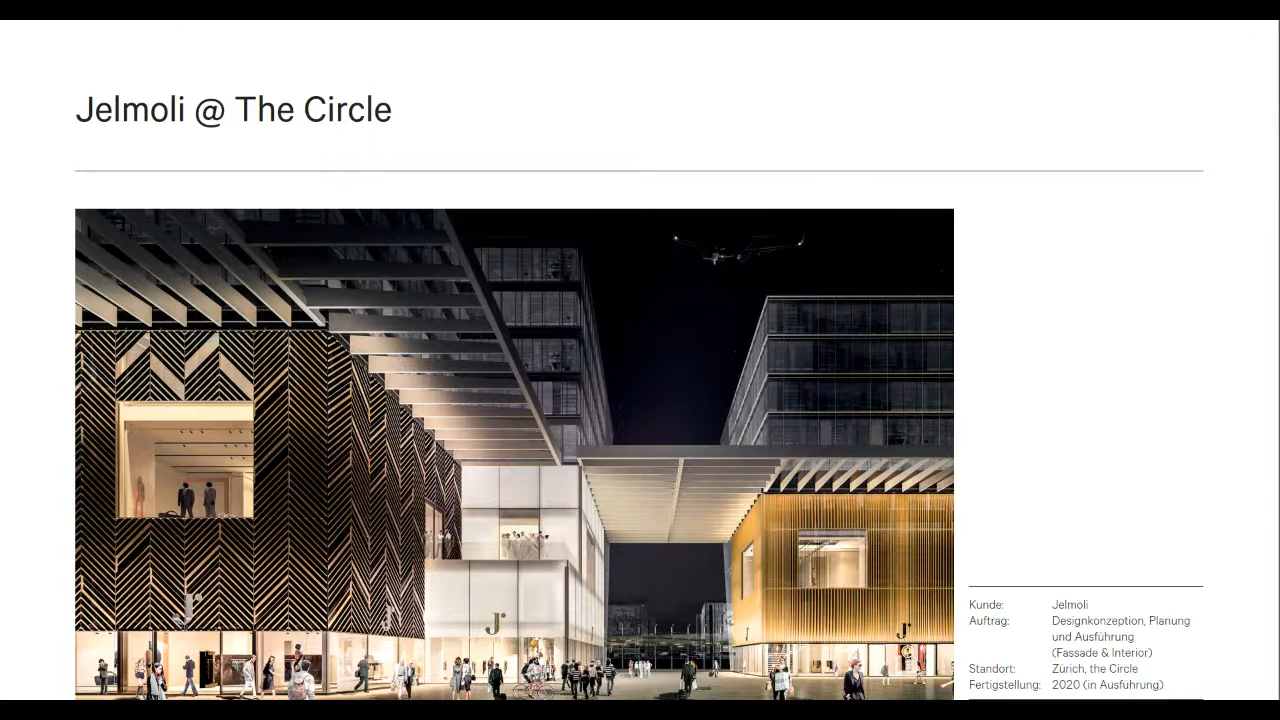 Jelmoli @ The Circle
J
J
J
J
J
Kunde: Jelmoli
Auftrag: Designkonzeption, Planung
und Ausführung
(Fassade & Interior)
Standort: Zürich, the Circle
Fertigstellung: 2020 (in Ausführung)